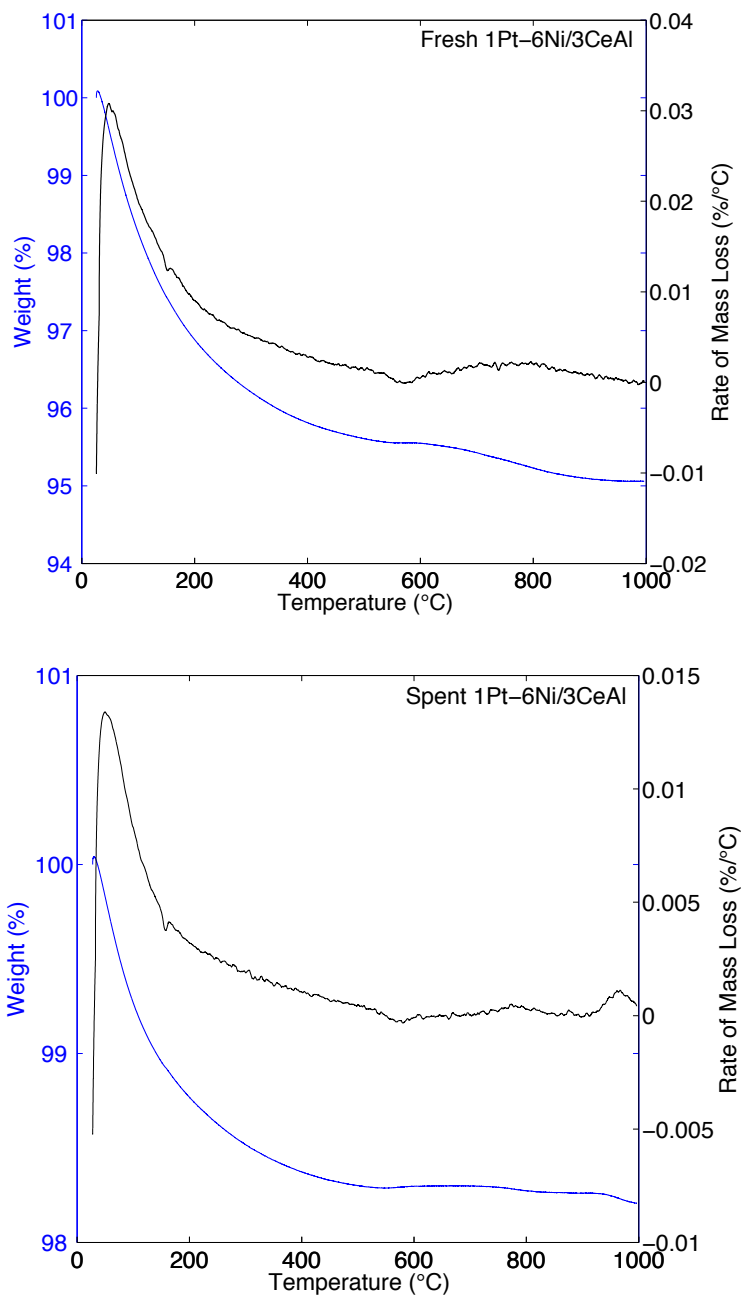 Fresh 1Pt−6Ni/3CeAl
101
100
99
98
97
96
95
94
Weight (%)
0.04
0.03
0.02
0.01
0
−0.01
−0.02
Rate of Mass Loss (%/°C)
0 200 400 600 800 1000
Temperature (°C)
Spent 1Pt−6Ni/3CeAl
101
100
99
98
Weight (%)
0.015
0.01
0.005
0
−0.005
−0.01
Rate of Mass Loss (%/°C)
0 200 400 600 800 1000
Temperature (°C)